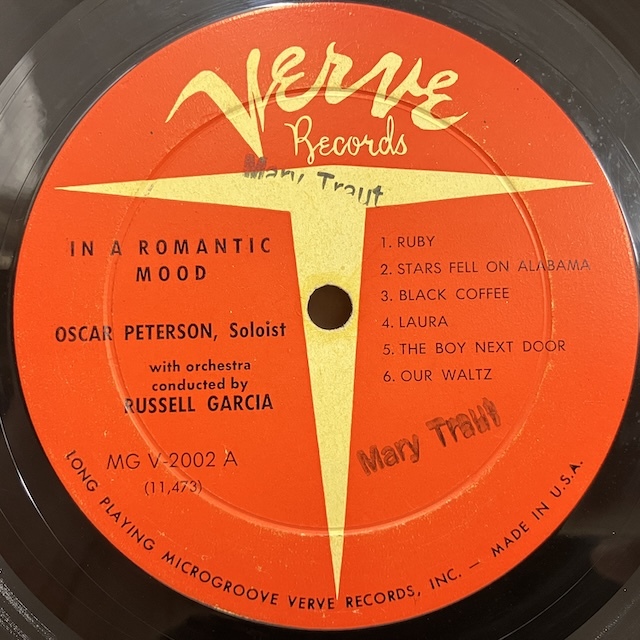 Verve
Records
Mary Traut
IN A ROMANTIC
MOOD
OSCAR PETERSON, Soloist
with orchestra
conducted by
RUSSELL GARCIA
MG V-2002 A
(11,473)
1. RUBY
2. STARS FELL ON ALABAMA
3. BLACK COFFEE
4. LAURA
5. THE BOY NEXT DOOR
6. OUR WALTZ
Mary Traut
LONG PLAYING MICROGROOVE VERVE RECORDS, INC. — MADE IN U.S.A.